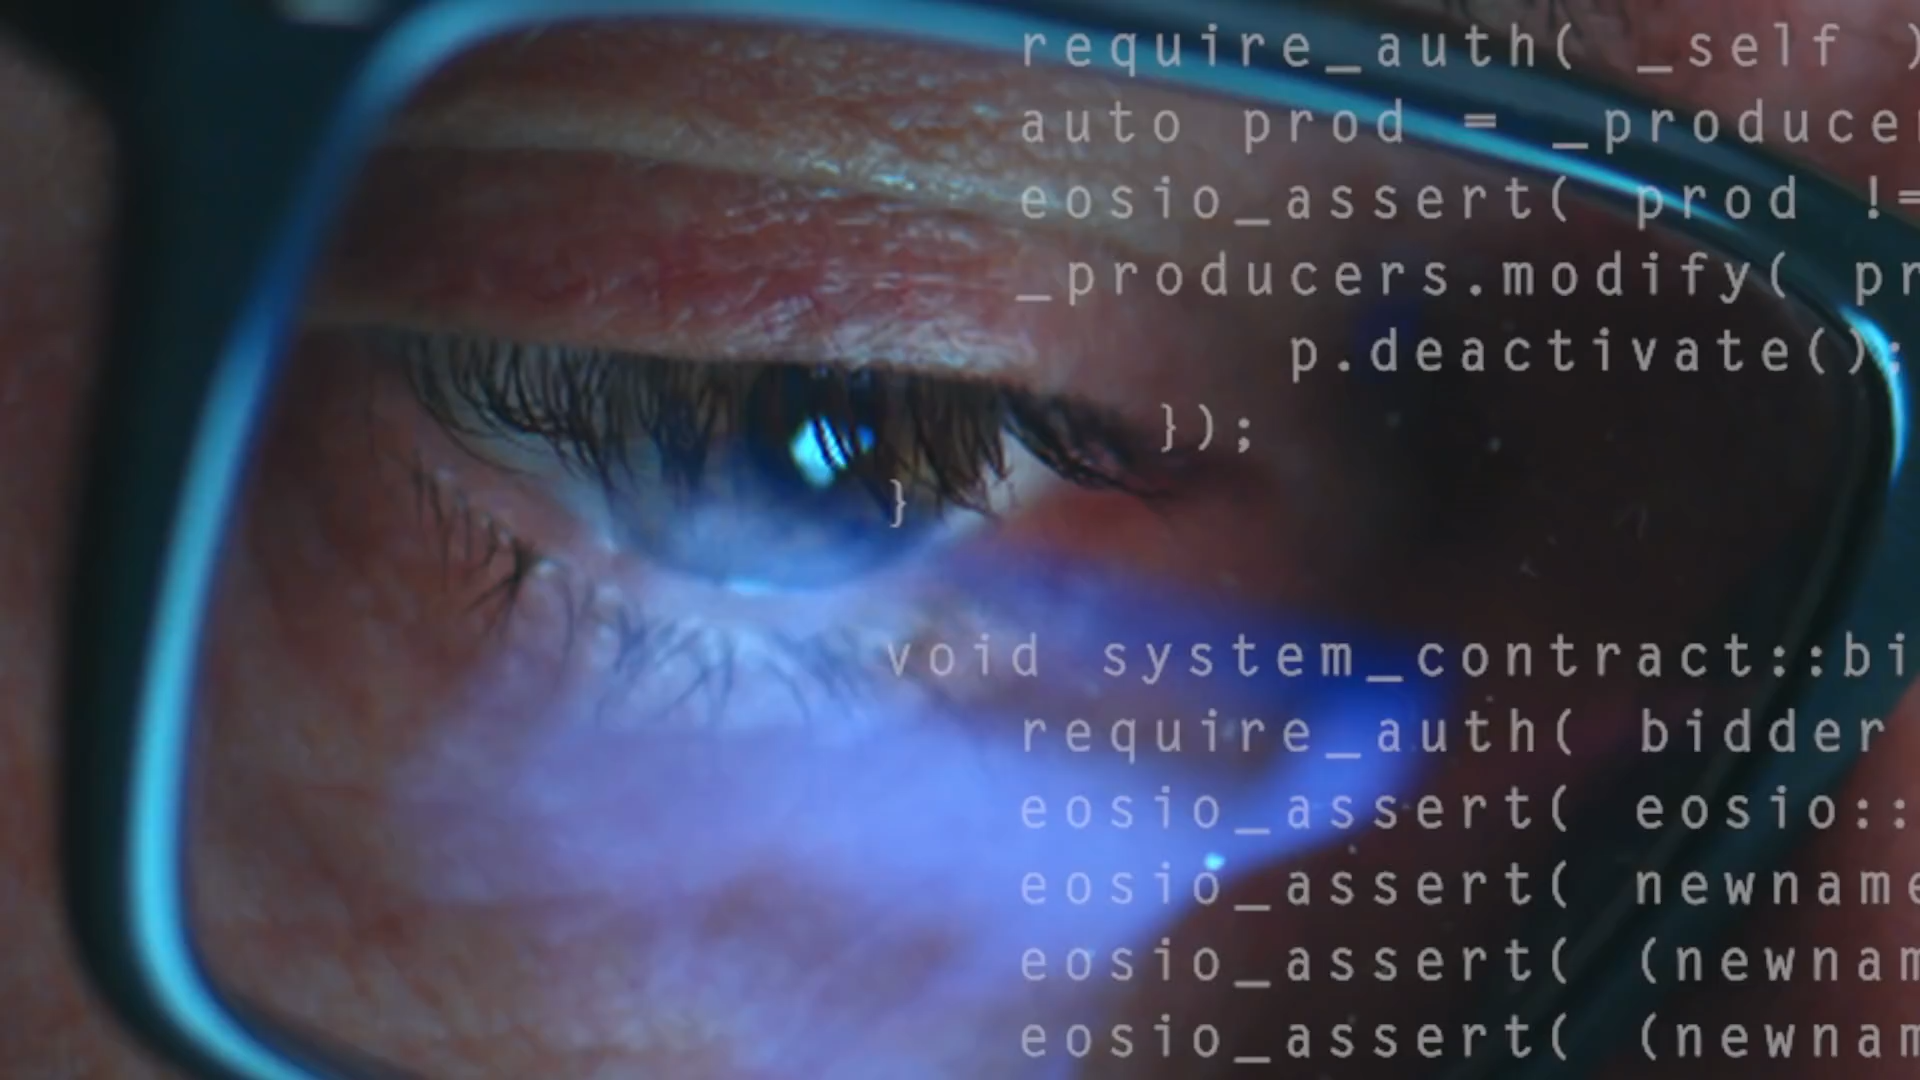 require_auth( _self )
auto prod = _produce
eosio_assert( prod !=
_producers.modify( pr
p.deactivate();
});
}
void system_contract::bi
require_auth( bidder
eosio_assert( eosio::
eosio_assert( newname
eosio_assert( (newnam
eosio_assert( (newnam